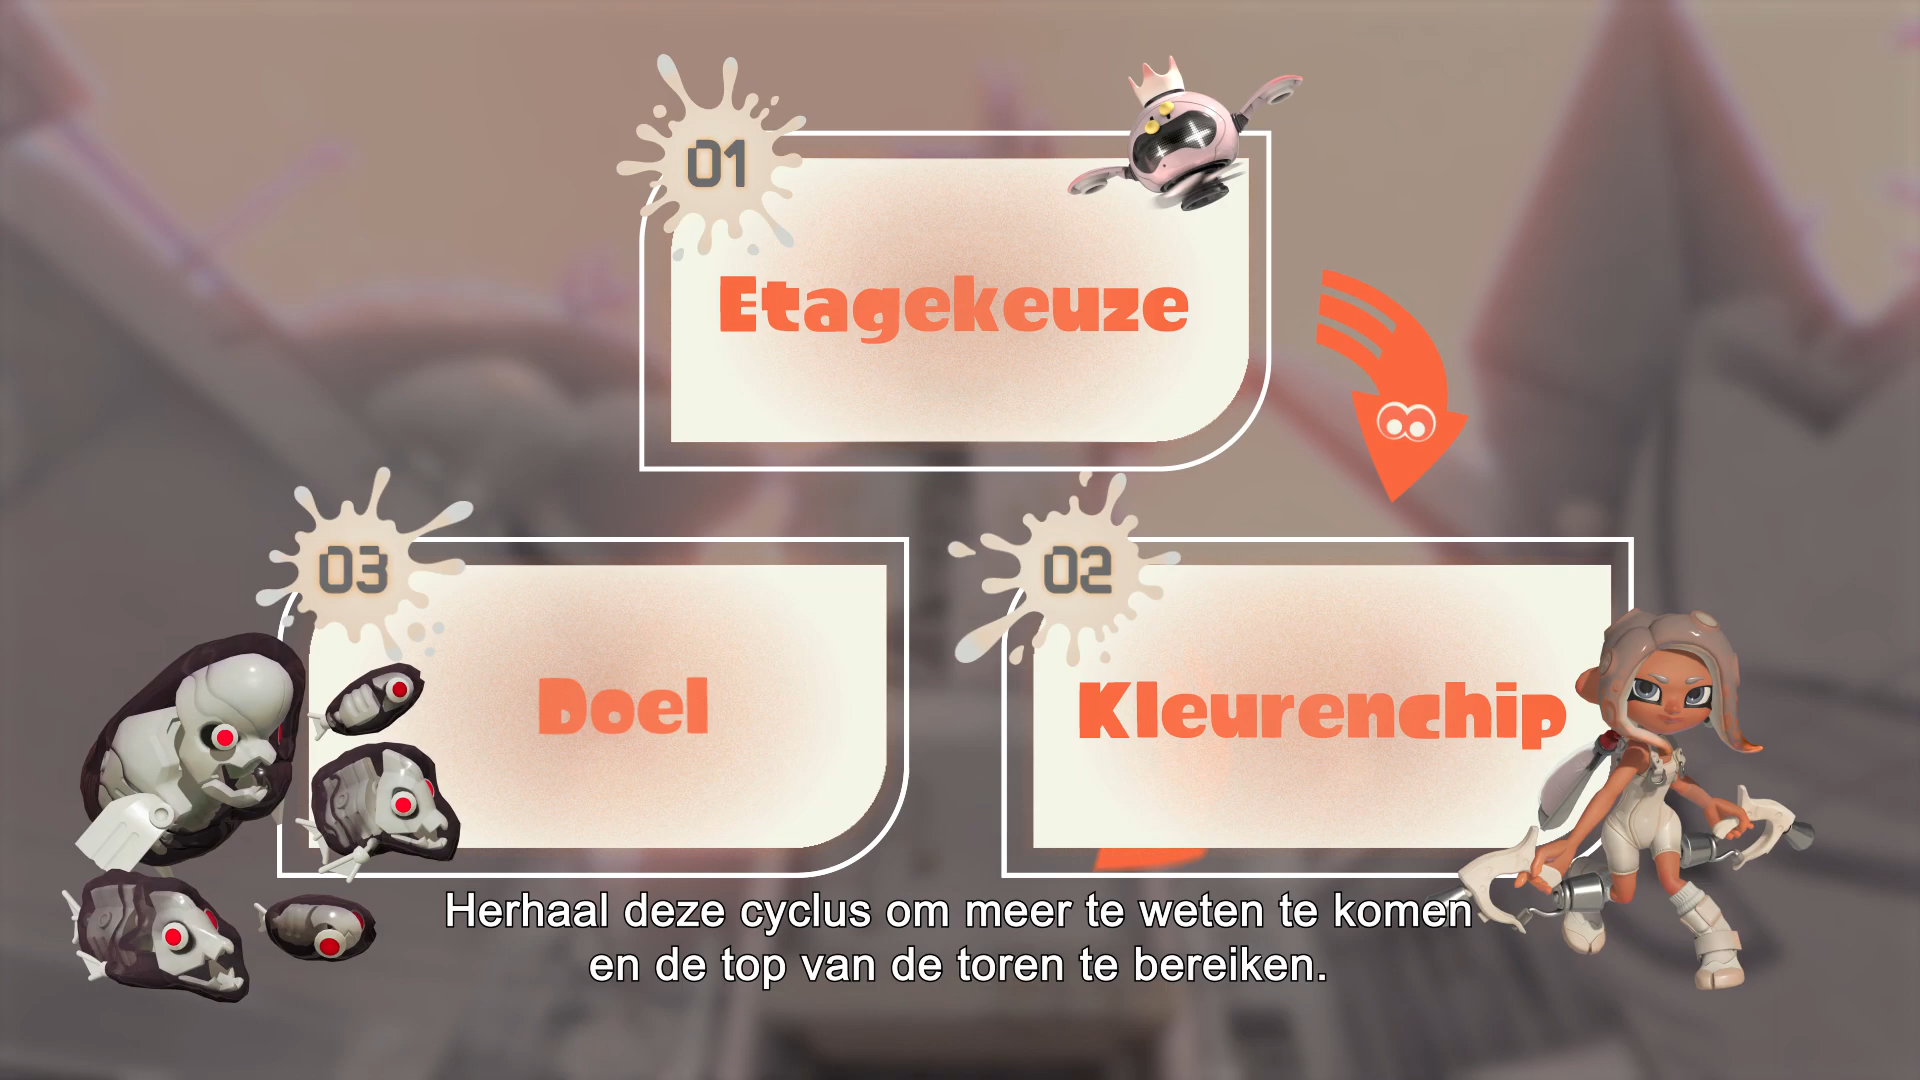 01
Etagekeuze
03
Doel
02
Kleurenchip
Herhaal deze cyclus om meer te weten te komen
en de top van de toren te bereiken.